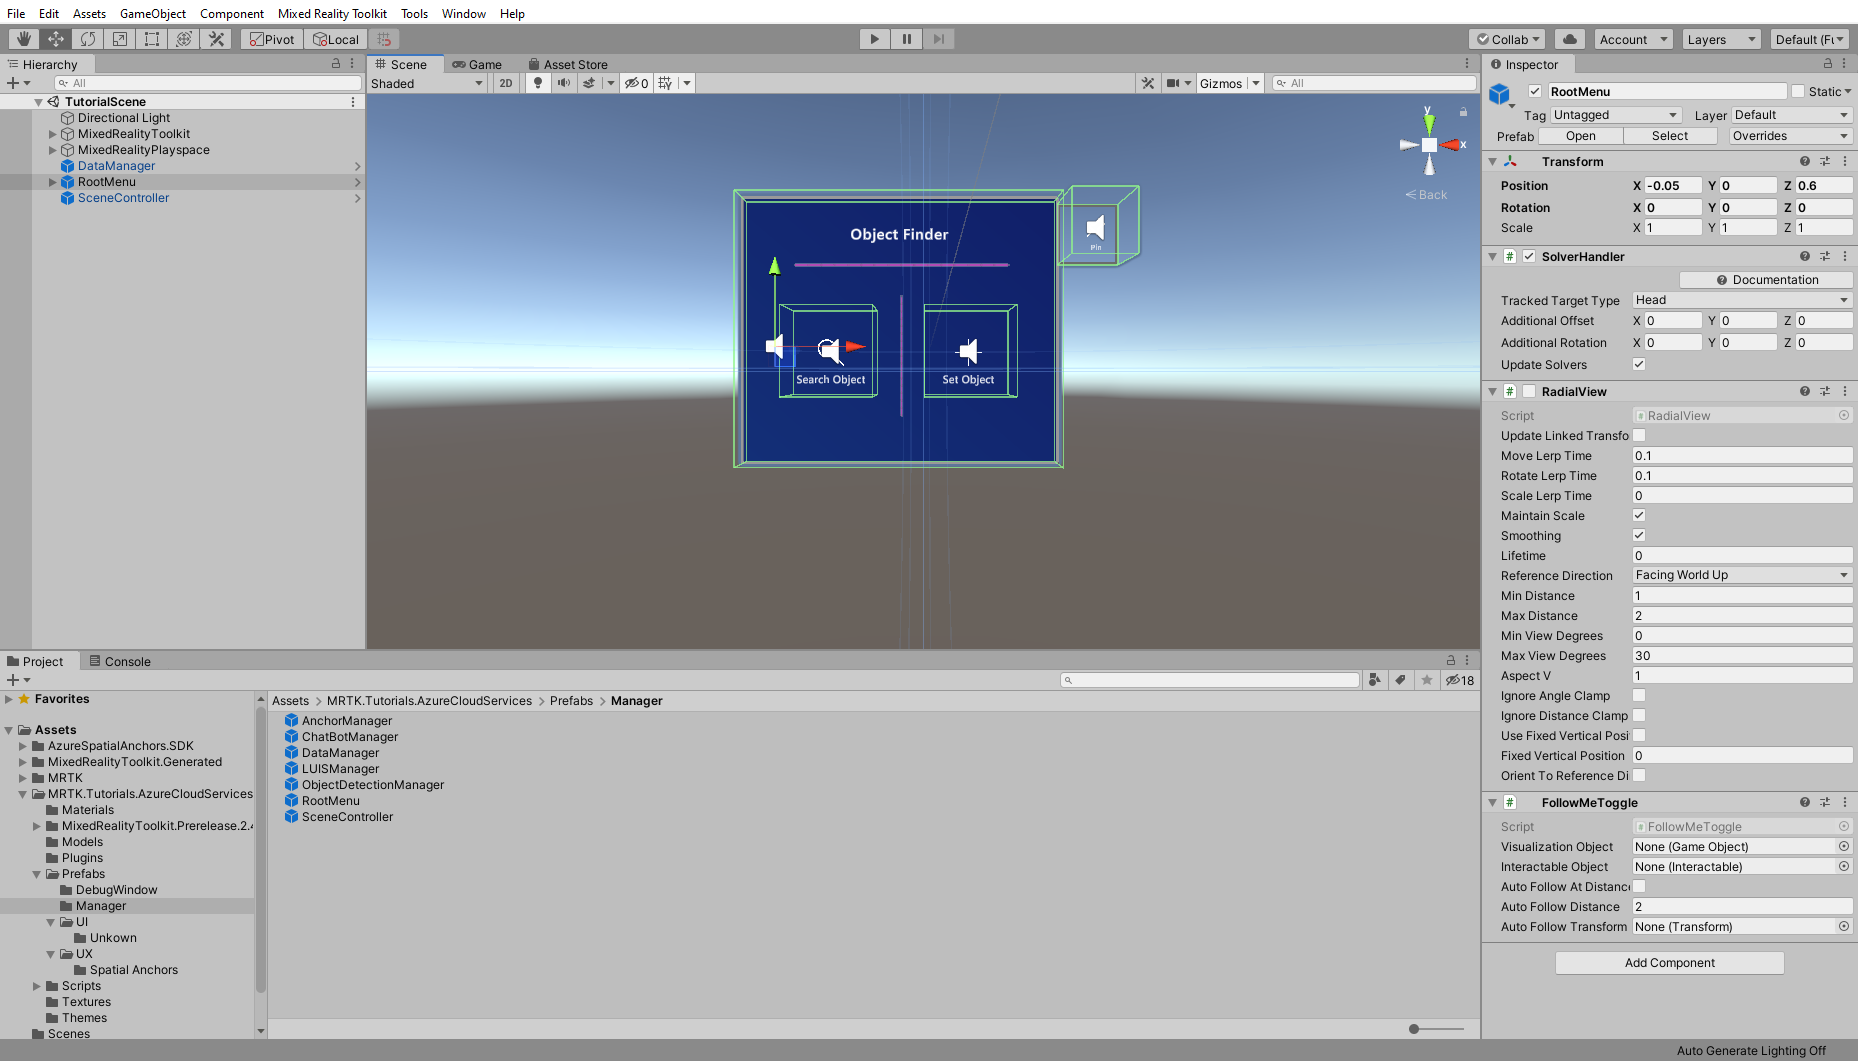 File Edit Assets GameObject Component Mixed Reality Toolkit Tools Window Help
Pivot Local Collab Account Layers Default (Fu
Hierarchy
All
TutorialScene
Directional Light
MixedRealityToolkit
MixedRealityPlayspace
DataManager
RootMenu
SceneController
Scene Game Asset Store
Shaded 2D 0 Gizmos All
y
x
Back
Object Finder
Pin
Search Object
Set Object
Inspector
RootMenu Static
Tag Untagged Layer Default
Prefab Open Select Overrides
Transform
Position X -0.05 Y 0 Z 0.6
Rotation X 0 Y 0 Z 0
Scale X 1 Y 1 Z 1
# SolverHandler
Documentation
Tracked Target Type Head
Additional Offset X 0 Y 0 Z 0
Additional Rotation X 0 Y 0 Z 0
Update Solvers
# RadialView
Script RadialView
Update Linked Transfo
Move Lerp Time 0.1
Rotate Lerp Time 0.1
Scale Lerp Time 0
Maintain Scale
Smoothing
Lifetime 0
Reference Direction Facing World Up
Min Distance 1
Max Distance 2
Min View Degrees 0
Max View Degrees 30
Aspect V 1
Ignore Angle Clamp
Ignore Distance Clamp
Use Fixed Vertical Posi
Fixed Vertical Position 0
Orient To Reference Di
# FollowMeToggle
Script FollowMeToggle
Visualization Object None (Game Object)
Interactable Object None (Interactable)
Auto Follow At Distance
Auto Follow Distance 2
Auto Follow Transform None (Transform)
Add Component
Project Console
18
Favorites
Assets
AzureSpatialAnchors.SDK
MixedRealityToolkit.Generated
MRTK
MRTK.Tutorials.AzureCloudServices
Materials
MixedRealityToolkit.Prerelease.2.4
Models
Plugins
Prefabs
DebugWindow
Manager
UI
Unkown
UX
Spatial Anchors
Scripts
Textures
Themes
Scenes
Assets > MRTK.Tutorials.AzureCloudServices > Prefabs > Manager
AnchorManager
ChatBotManager
DataManager
LUISManager
ObjectDetectionManager
RootMenu
SceneController
Auto Generate Lighting Off